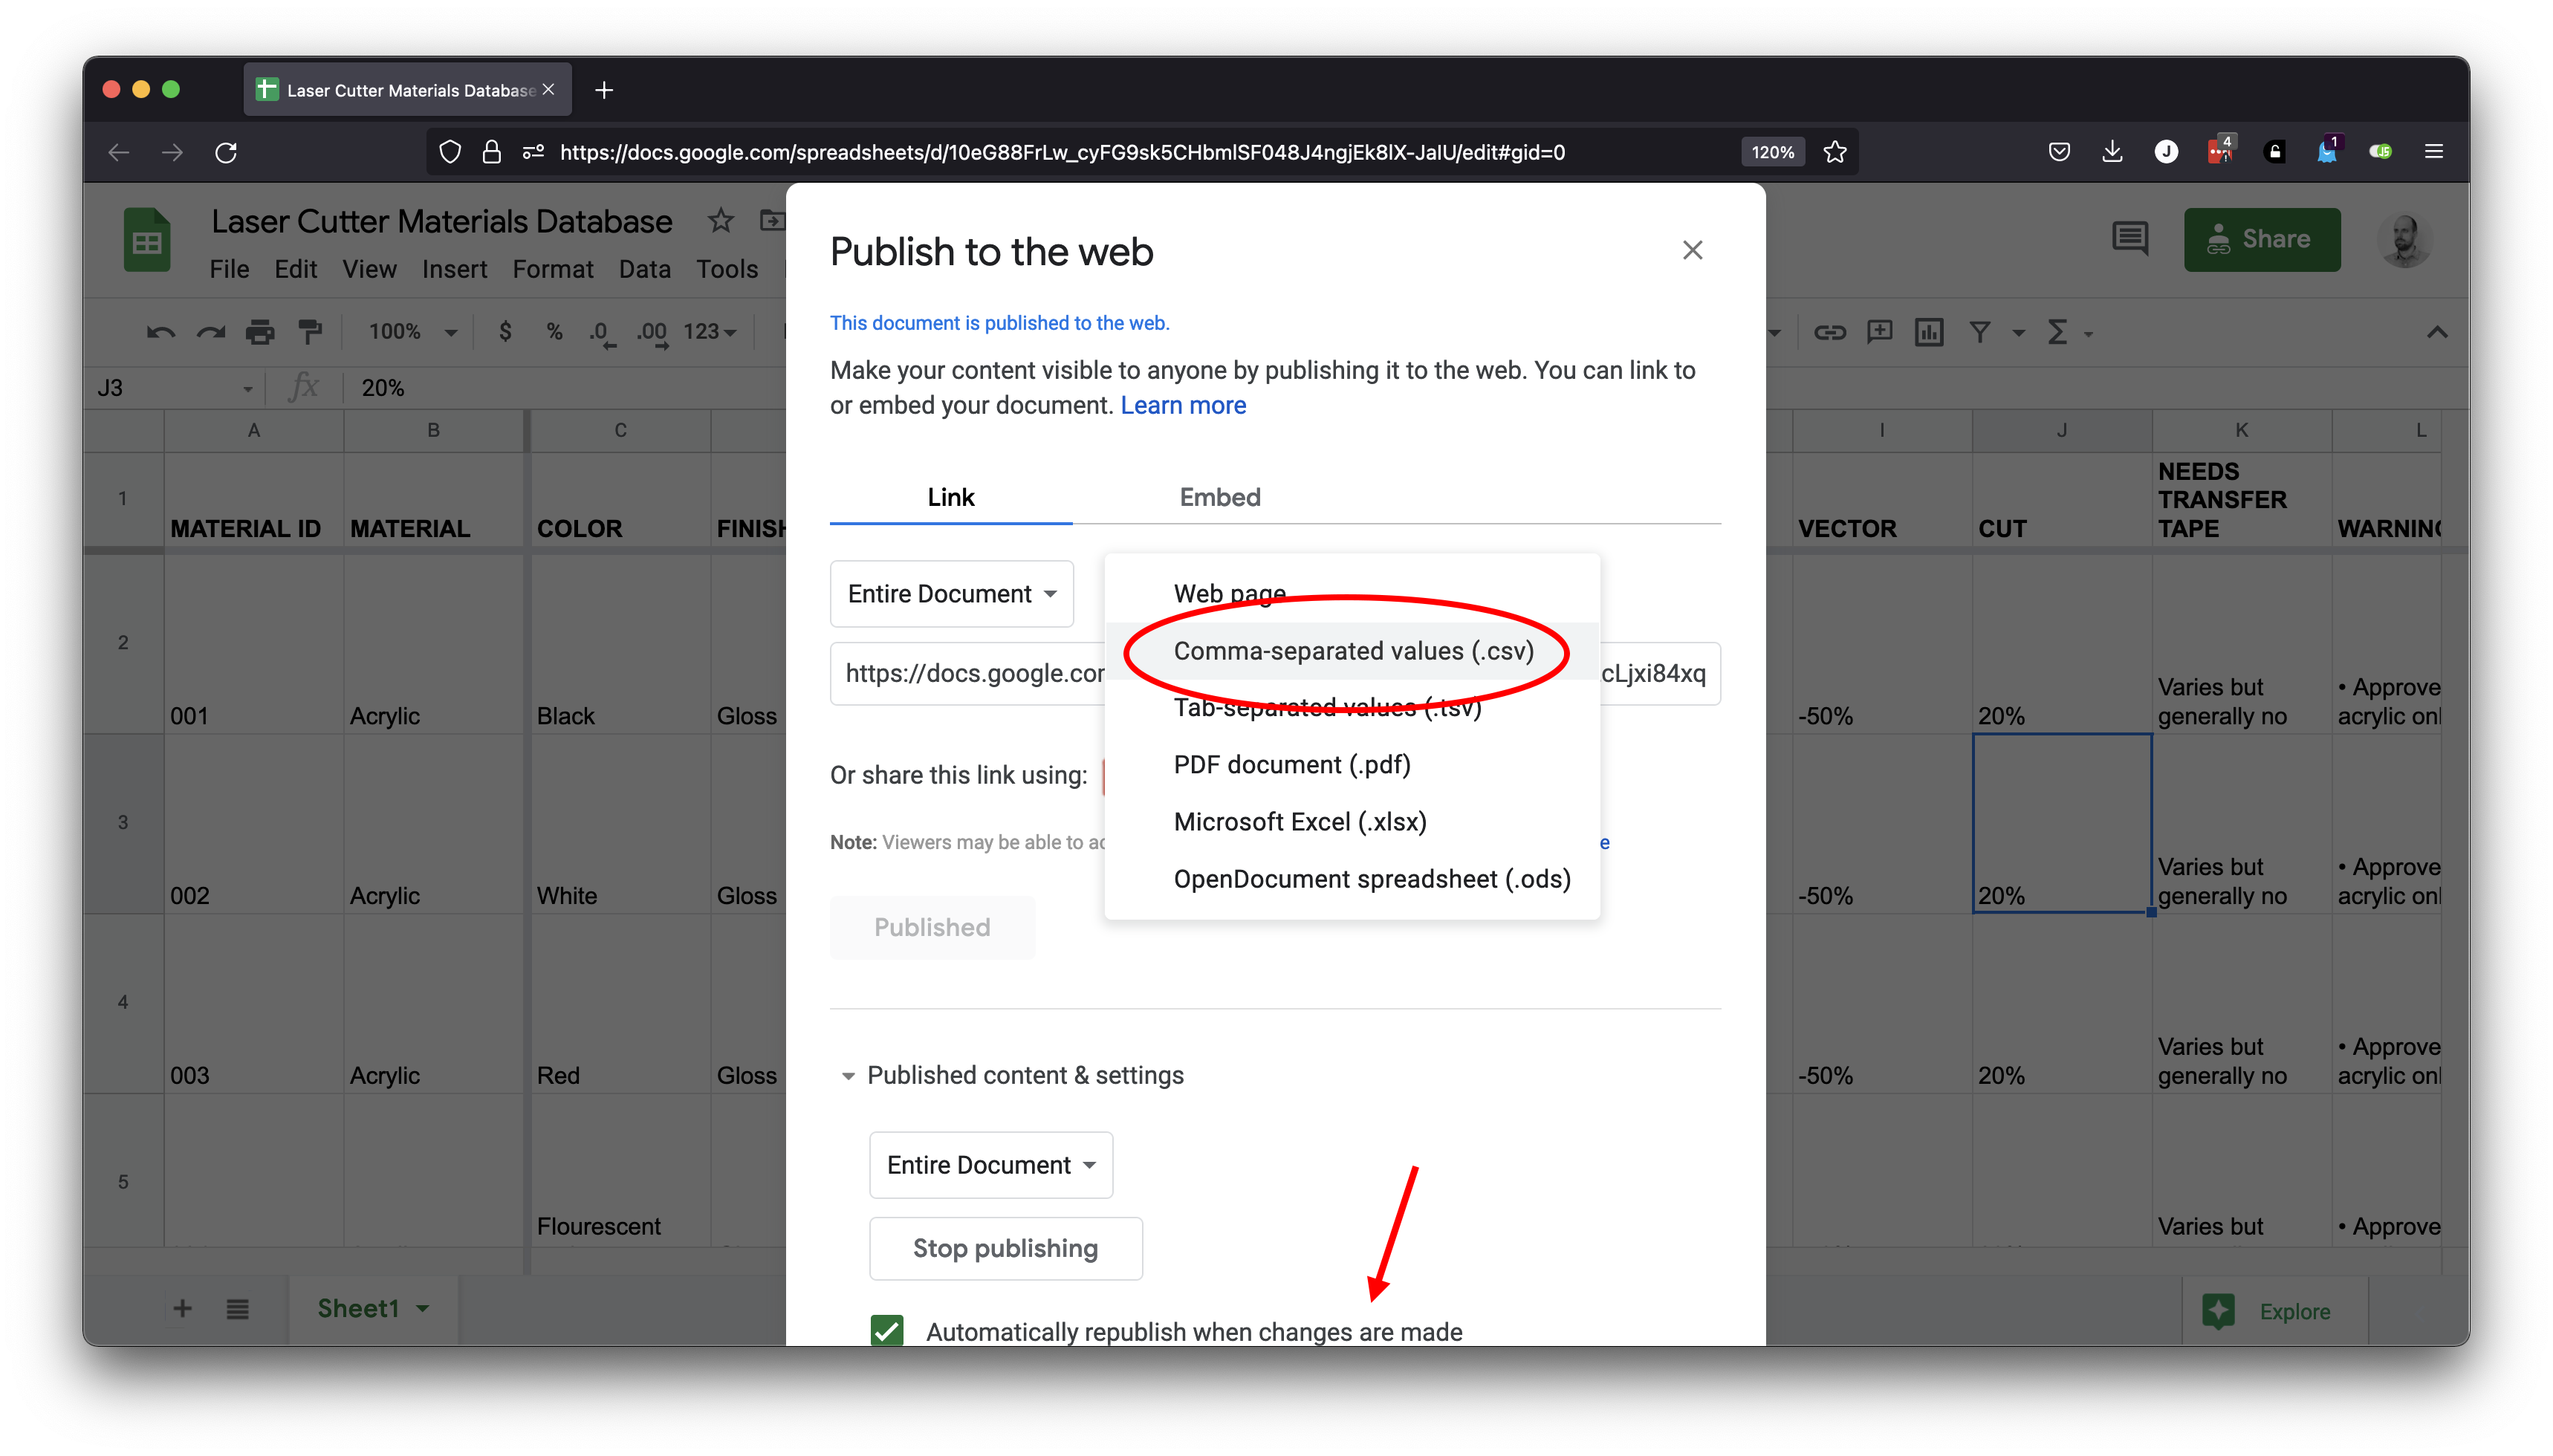 Laser Cutter Materials Database
https://docs.google.com/spreadsheets/d/10eG88FrLw_cyFG9sk5CHbmlSF048J4ngjEk8lX-JalU/edit#gid=0
120%
J
4
1
JS
Laser Cutter Materials Database
Share
File Edit View Insert Format Data Tools
100% $ % .0 .00 123
Σ
J3 fx 20%
A B C I J K L
1 MATERIAL ID MATERIAL COLOR FINISH VECTOR CUT NEEDS TRANSFER TAPE WARNING
2 001 Acrylic Black Gloss -50% 20% Varies but generally no • Approve acrylic onl
3 002 Acrylic White Gloss -50% 20% Varies but generally no • Approve acrylic onl
4 003 Acrylic Red Gloss -50% 20% Varies but generally no • Approve acrylic onl
5 Flourescent Varies but • Approve
Sheet1
Explore
Publish to the web
This document is published to the web.
Make your content visible to anyone by publishing it to the web. You can link to
or embed your document. Learn more
Link Embed
Entire Document
Web page
Comma-separated values (.csv)
Tab-separated values (.tsv)
PDF document (.pdf)
Microsoft Excel (.xlsx)
OpenDocument spreadsheet (.ods)
https://docs.google.com cLjxi84xq
Or share this link using:
Note: Viewers may be able to ac e
Published
Published content & settings
Entire Document
Stop publishing
Automatically republish when changes are made